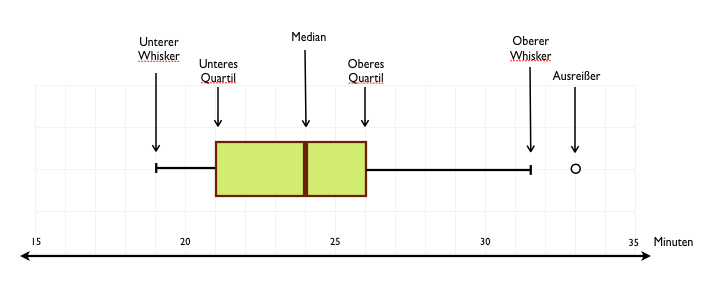 Unterer
Whisker
Unteres
Quartil
Median
Oberes
Quartil
Oberer
Whisker
Ausreißer
15 20 25 30 35 Minuten